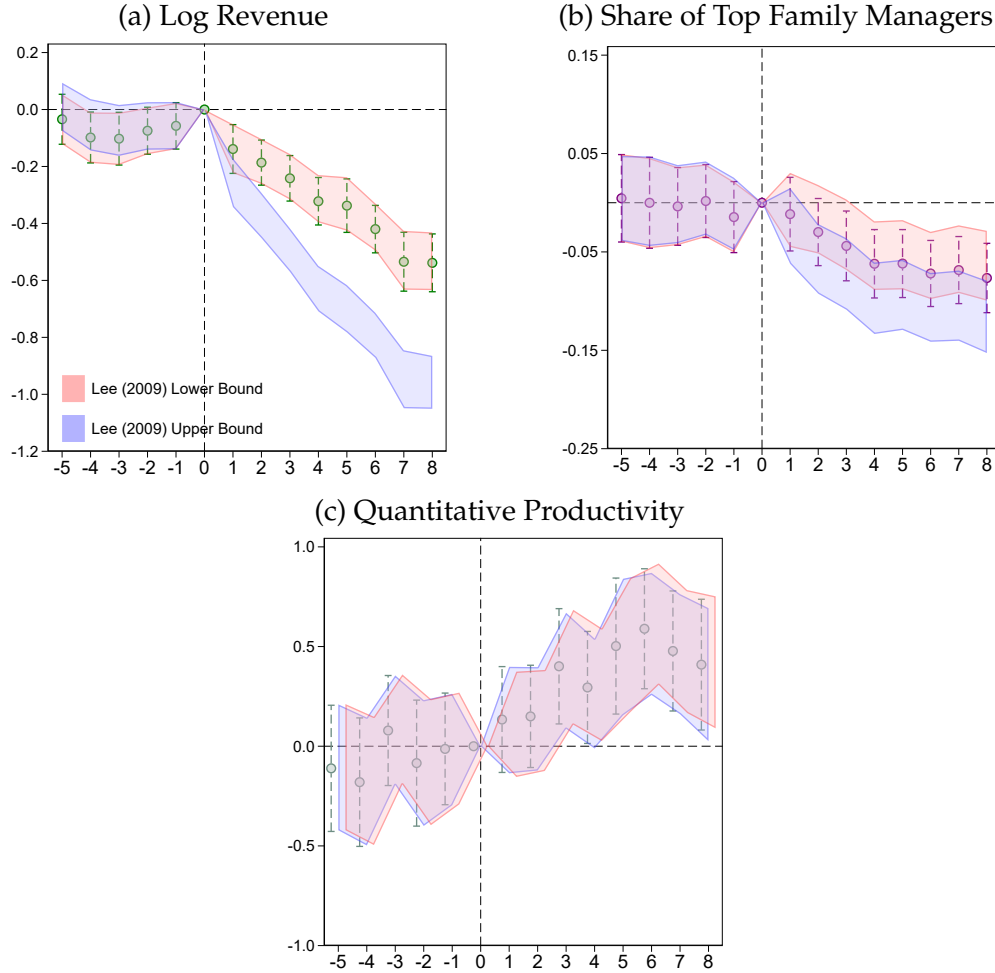 (a) Log Revenue
0.2
0.0
-0.2
-0.4
-0.6
-0.8
-1.0
-1.2
Lee (2009) Lower Bound
Lee (2009) Upper Bound
-5 -4 -3 -2 -1 0 1 2 3 4 5 6 7 8
(b) Share of Top Family Managers
0.15
0.05
-0.05
-0.15
-0.25
-5 -4 -3 -2 -1 0 1 2 3 4 5 6 7 8
(c) Quantitative Productivity
1.0
0.5
0.0
-0.5
-1.0
-5 -4 -3 -2 -1 0 1 2 3 4 5 6 7 8